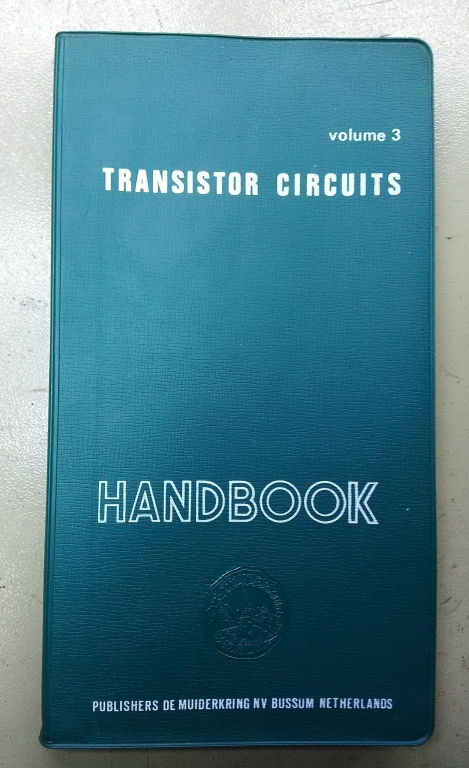 volume 3
TRANSISTOR CIRCUITS
HANDBOOK
PUBLISHERS DE MUIDERKRING NV BUSSUM NETHERLANDS